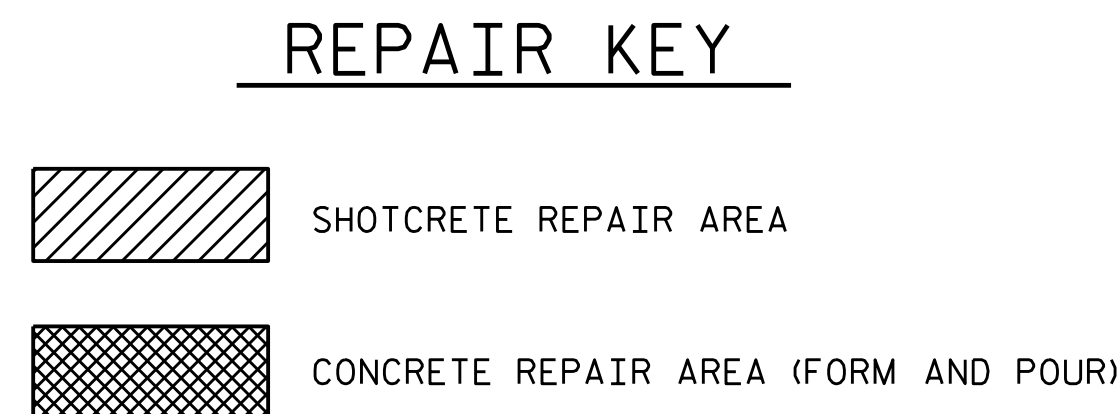 REPAIR KEY
SHOTCRETE REPAIR AREA
CONCRETE REPAIR AREA (FORM AND POUR)